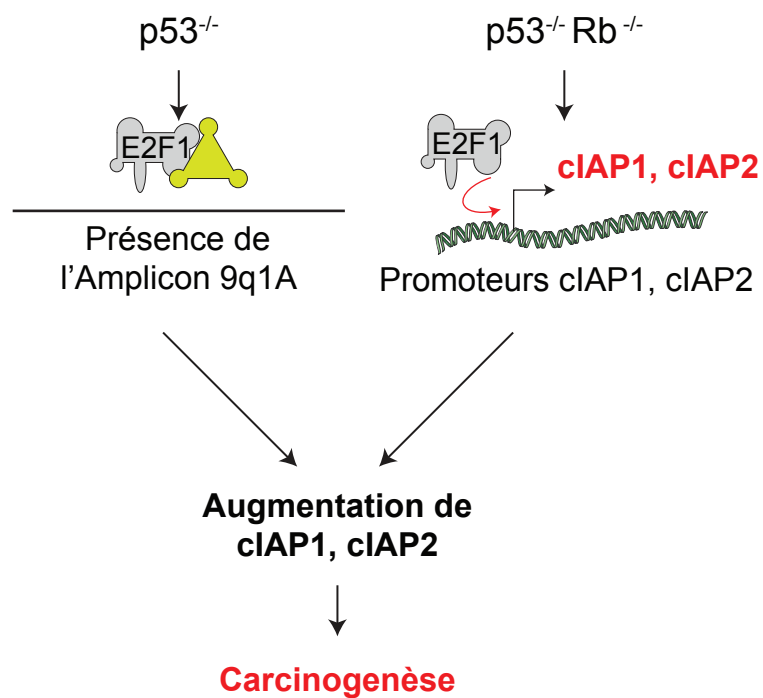 p53-/-
p53-/- Rb -/-
E2F1
E2F1
cIAP1, cIAP2
Présence de
l'Amplicon 9q1A
Promoteurs cIAP1, cIAP2
Augmentation de
cIAP1, cIAP2
Carcinogenèse